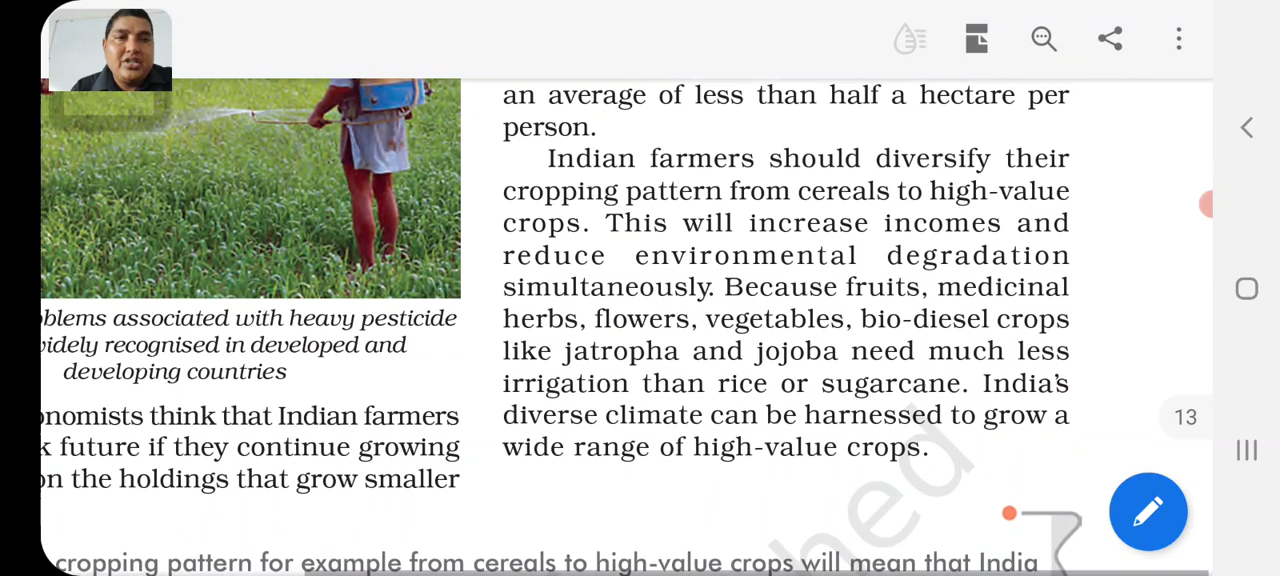 an average of less than half a hectare per
person.
Indian farmers should diversify their
cropping pattern from cereals to high-value
crops. This will increase incomes and
reduce environmental degradation
simultaneously. Because fruits, medicinal
herbs, flowers, vegetables, bio-diesel crops
like jatropha and jojoba need much less
irrigation than rice or sugarcane. India's
diverse climate can be harnessed to grow a
wide range of high-value crops.
associated with heavy pesticide
recognised in developed and
developing countries
think that Indian farmers
future if they continue growing
the holdings that grow smaller
cropping pattern for example from cereals to high-value crops will mean that India
13